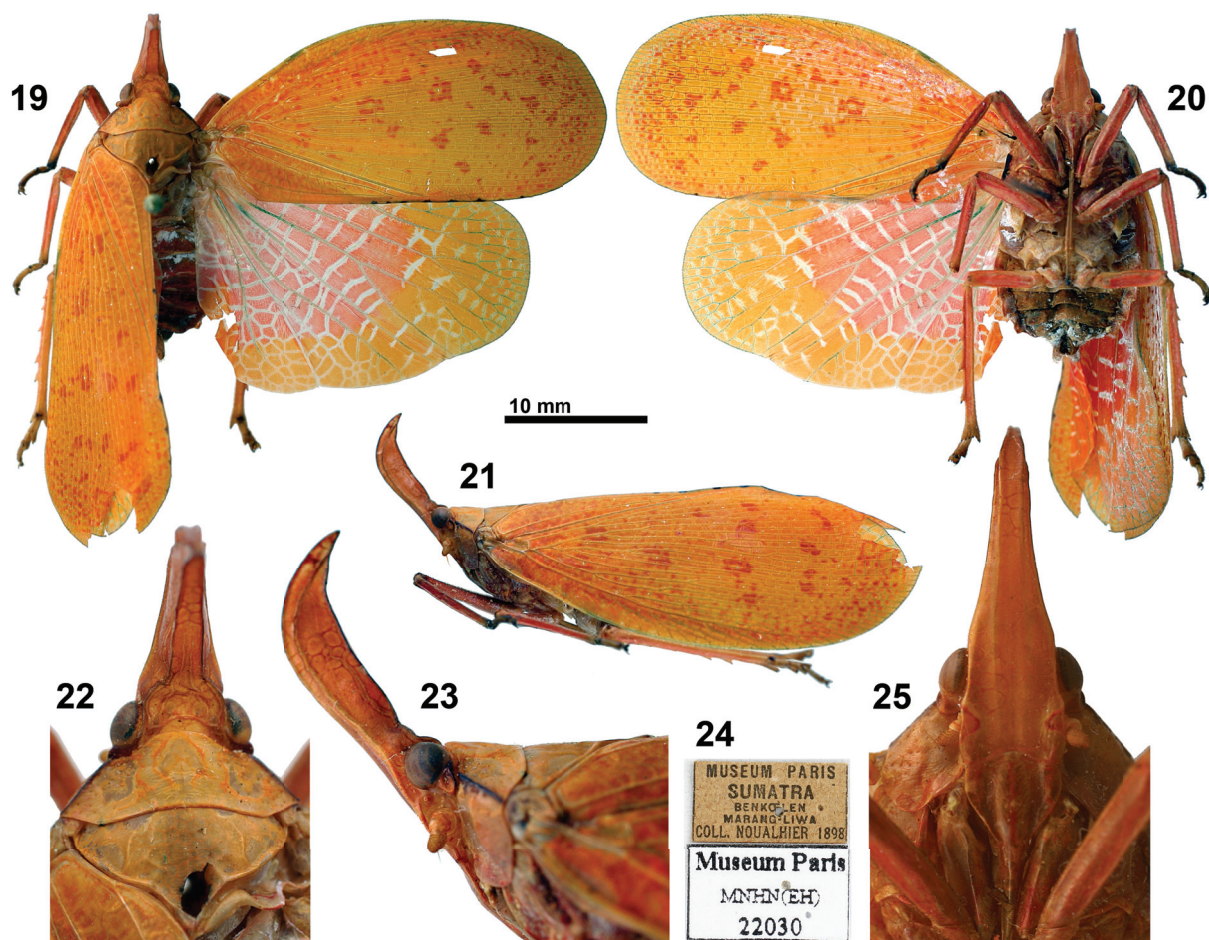 19
20
10 mm
21
22
23
24
25
MUSEUM PARIS
SUMATRA
BENKOELEN
MARANG-LIWA
COLL. NOUALHIER 1898
Museum Paris
MNHN(EH)
22030